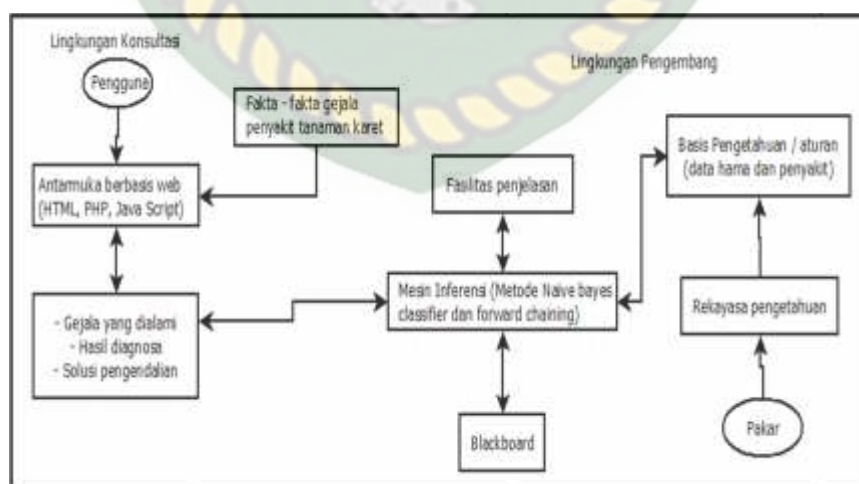 Lingkungan Konsultasi
Pengguna
Fakta - fakta gejala
penyakit tanaman karet
Antarmuka berbasis web
(HTML, PHP, Java Script)
- Gejala yang dialami
- Hasil diagnosa
- Solusi pengendalian
Lingkungan Pengembang
Fasilitas penjelasan
Mesin Inferensi (Metode Naive bayes
classifier dan forward chaining)
Blackboard
Basis Pengetahuan / aturan
(data hama dan penyakit)
Rekayasa pengetahuan
Pakar